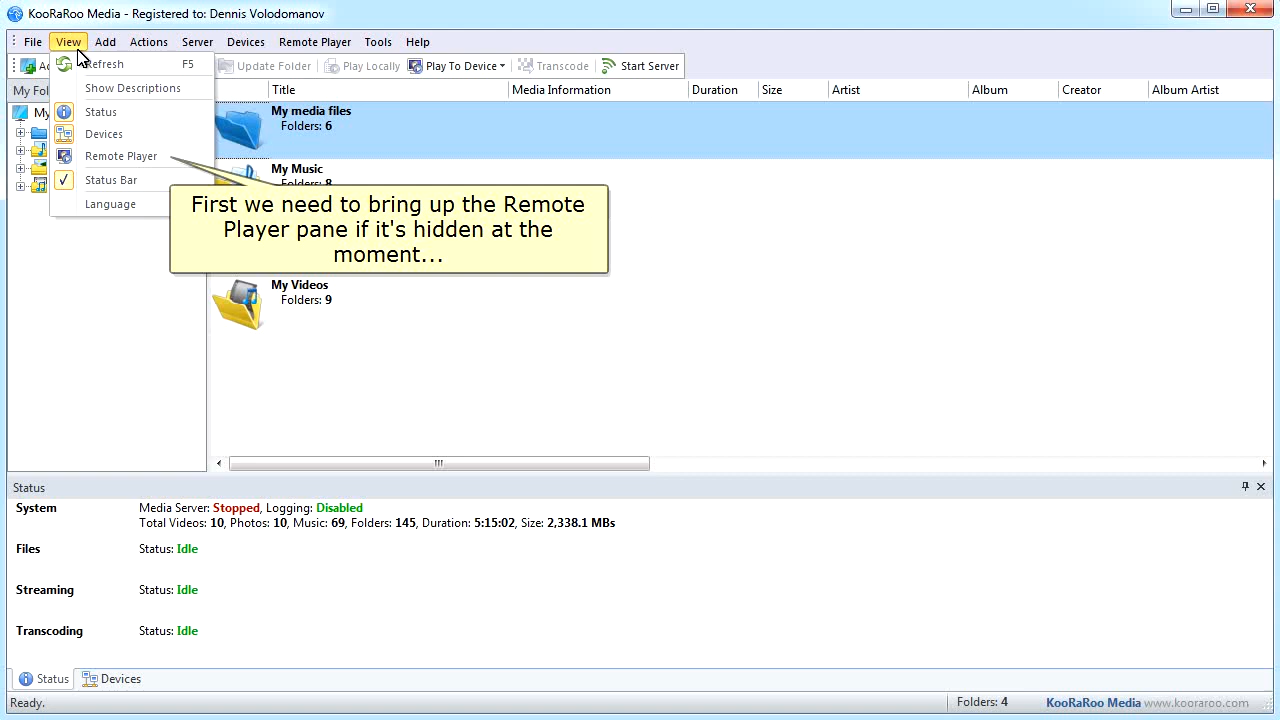 KooRaRoo Media - Registered to: Dennis Volodomanov
File View Add Actions Server Devices Remote Player Tools Help
Update Folder Play Locally Play To Device Transcode Start Server
Refresh F5
Show Descriptions
Status
Devices
Remote Player
Status Bar
Language
Title Media Information Duration Size Artist Album Creator Album Artist
My media files
Folders: 6
My Music
Folders: 8
First we need to bring up the Remote
Player pane if it's hidden at the
moment...
My Videos
Folders: 9
Status
System Media Server: Stopped, Logging: Disabled
Total Videos: 10, Photos: 10, Music: 69, Folders: 145, Duration: 5:15:02, Size: 2,338.1 MBs
Files Status: Idle
Streaming Status: Idle
Transcoding Status: Idle
Status Devices
Ready. Folders: 4 KooRaRoo Media www.kooraroo.com